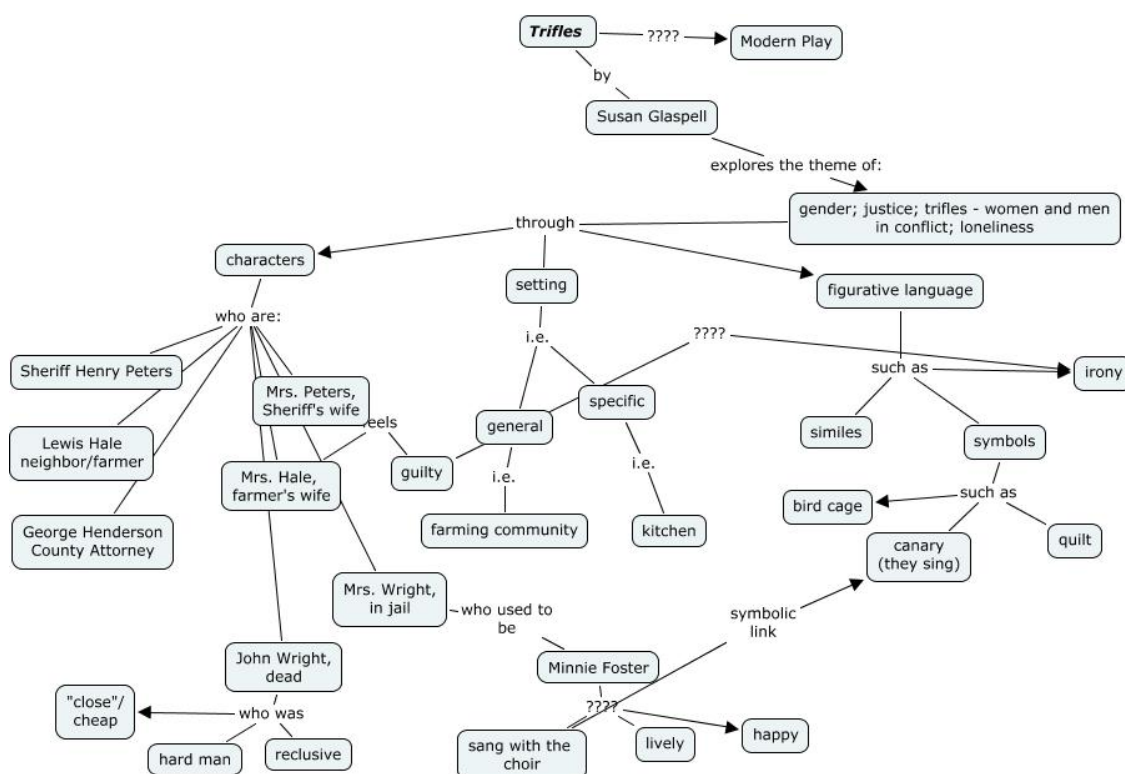 Trifles
????
Modern Play
by
Susan Glaspell
explores the theme of:
gender; justice; trifles - women and men
in conflict; loneliness
through
characters
setting
figurative language
who are:
i.e.
????
such as
irony
Sheriff Henry Peters
Mrs. Peters,
Sheriff's wife
specific
general
similes
symbols
Lewis Hale
neighbor/farmer
Mrs. Hale,
farmer's wife
guilty
i.e.
i.e.
such as
bird cage
George Henderson
County Attorney
farming community
kitchen
canary
(they sing)
quilt
Mrs. Wright,
in jail
who used to
be
symbolic
link
John Wright,
dead
Minnie Foster
"close"/
cheap
who was
????
hard man
reclusive
sang with the
choir
lively
happy